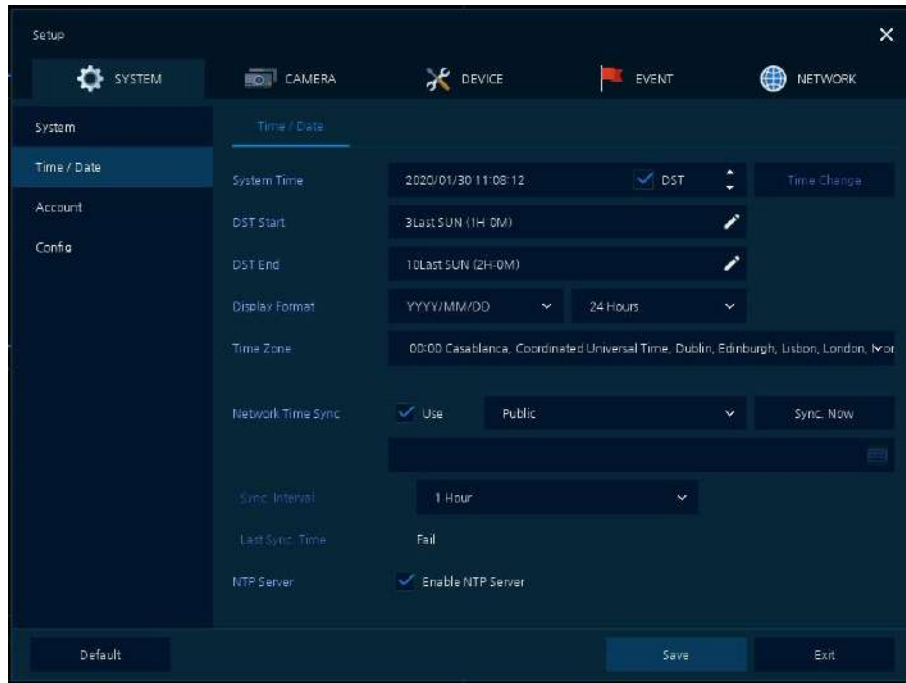 Setup
SYSTEM CAMERA DEVICE EVENT NETWORK
System
Time / Date
Account
Config
Time / Date
System Time 2020/01/30 11:08:12 DST Time Change
DST Start 3Last SUN (1H:0M)
DST End 10Last SUN (2H:0M)
Display Format YYYY/MM/DD 24 Hours
Time Zone 00:00 Casablanca, Coordinated Universal Time, Dublin, Edinburgh, Lisbon, London,
Network Time Sync Use Public Sync. Now
Sync. Interval 1 Hour
Last Sync. Time Fail
NTP Server Enable NTP Server
Default Save Exit